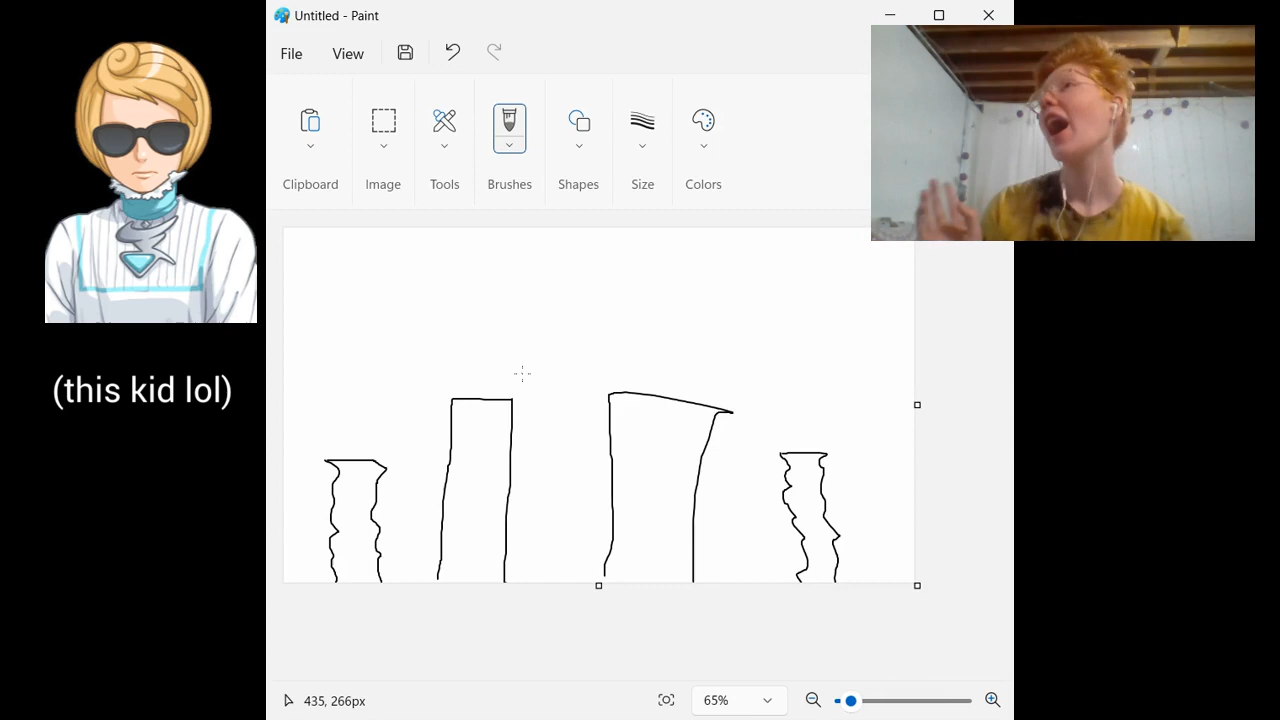 Untitled - Paint
File View
Clipboard Image Tools Brushes Shapes Size Colors
(this kid lol)
435, 266px
65%